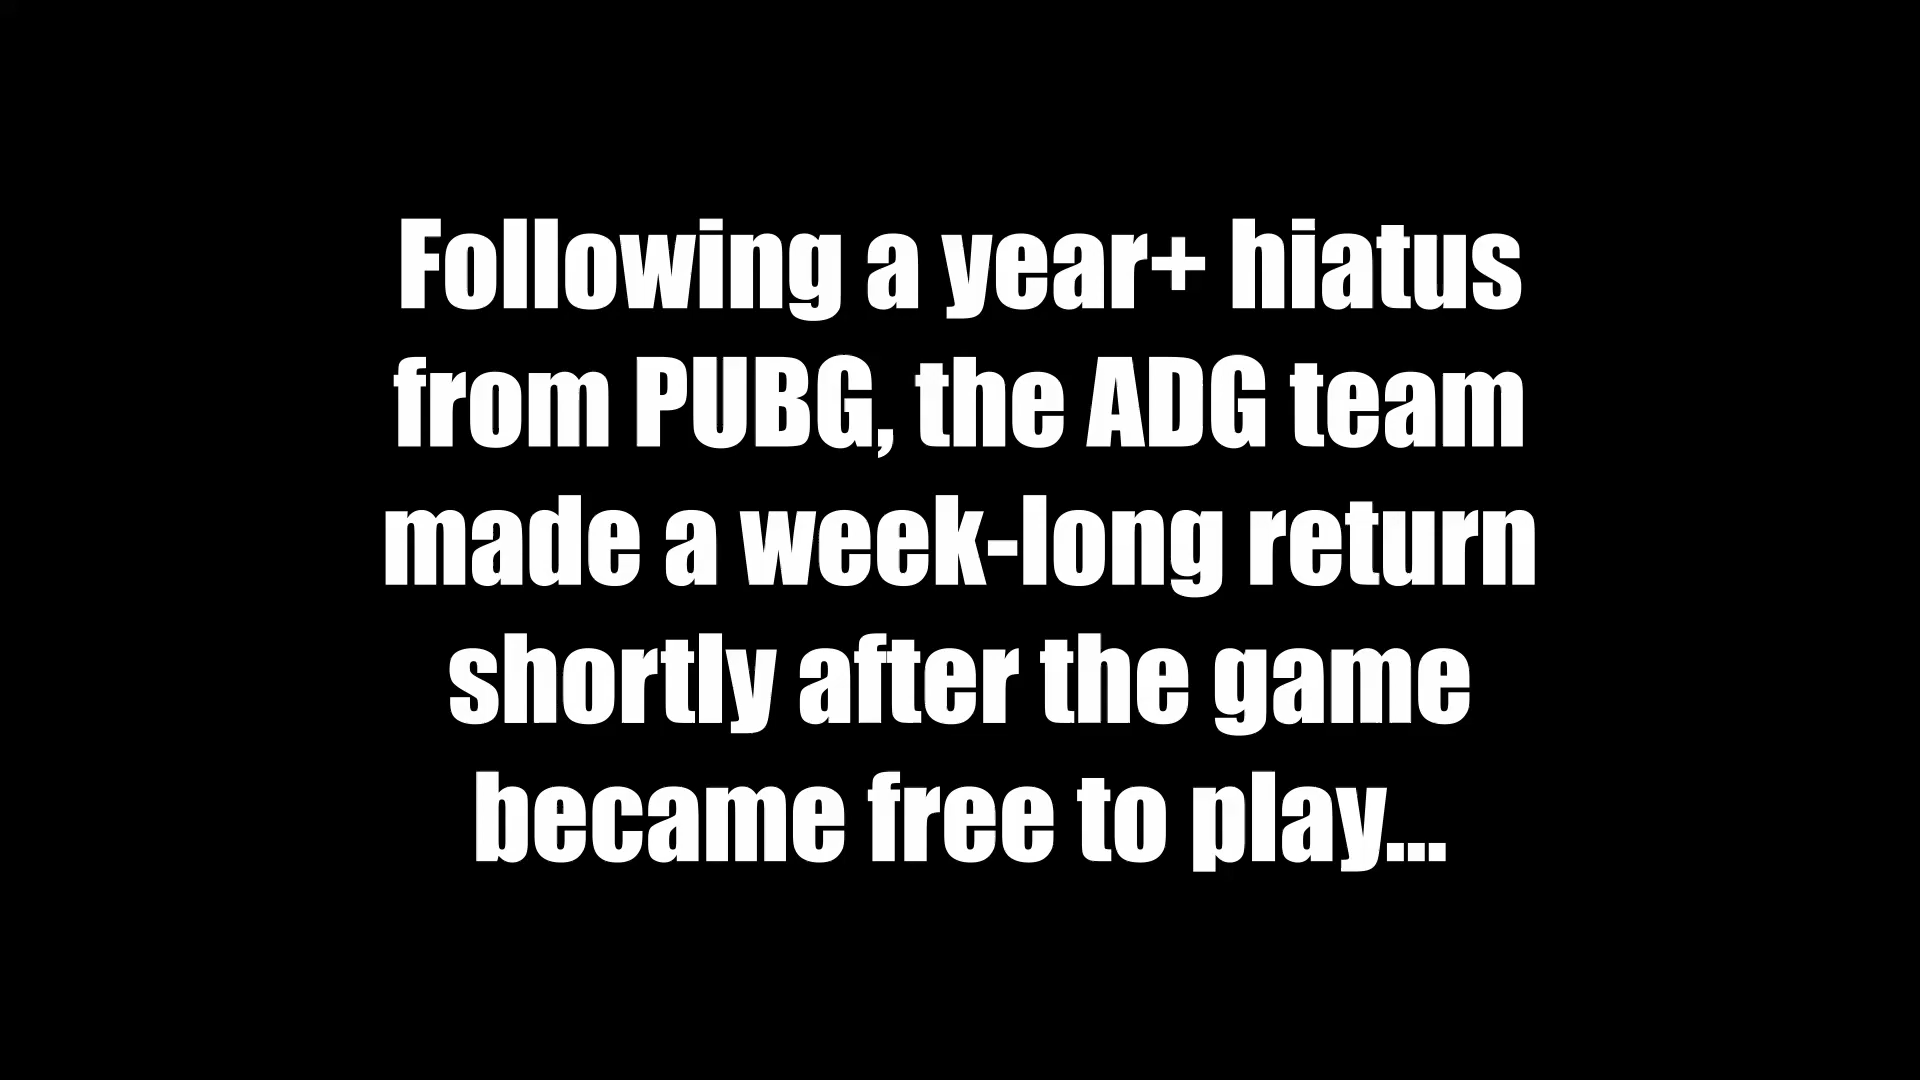 Following a year+ hiatus
from PUBG, the ADG team
made a week-long return
shortly after the game
became free to play...